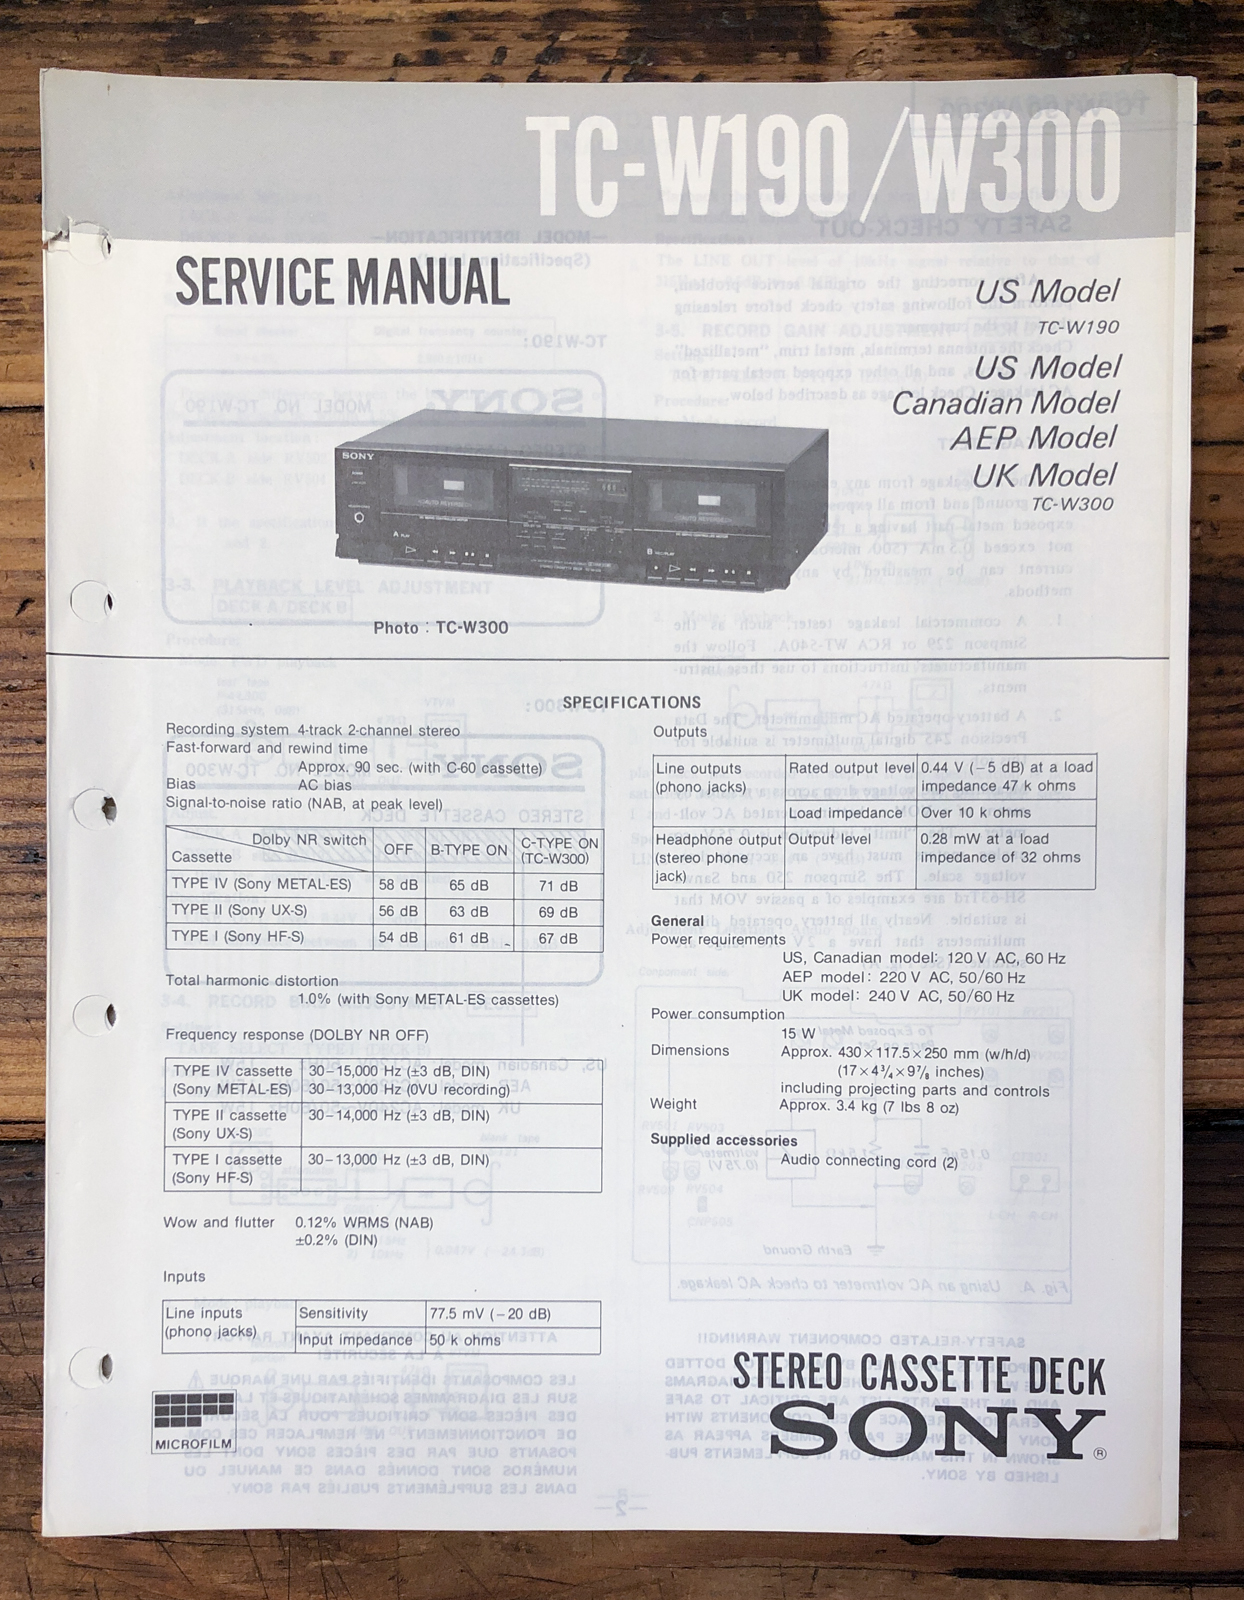 TC-W190/W300
SERVICE MANUAL
US Model
TC-W190
US Model
Canadian Model
AEP Model
UK Model
TC-W300
SONY
A PLAY
B REC/PLAY
Photo : TC-W300
SPECIFICATIONS
Recording system 4-track 2-channel stereo
Fast-forward and rewind time
Approx. 90 sec. (with C-60 cassette)
Bias AC bias
Signal-to-noise ratio (NAB, at peak level)
Dolby NR switch
Cassette
OFF B-TYPE ON C-TYPE ON (TC-W300)
TYPE IV (Sony METAL-ES) 58 dB 65 dB 71 dB
TYPE II (Sony UX-S) 56 dB 63 dB 69 dB
TYPE I (Sony HF-S) 54 dB 61 dB 67 dB
Total harmonic distortion
1.0% (with Sony METAL-ES cassettes)
Frequency response (DOLBY NR OFF)
TYPE IV cassette 30–15,000 Hz (±3 dB, DIN)
(Sony METAL-ES) 30–13,000 Hz (0VU recording)
TYPE II cassette 30–14,000 Hz (±3 dB, DIN)
(Sony UX-S)
TYPE I cassette 30–13,000 Hz (±3 dB, DIN)
(Sony HF-S)
Wow and flutter 0.12% WRMS (NAB)
±0.2% (DIN)
Inputs
Line inputs Sensitivity 77.5 mV (−20 dB)
(phono jacks) Input impedance 50 k ohms
MICROFILM
Outputs
Line outputs Rated output level 0.44 V (−5 dB) at a load
(phono jacks) impedance 47 k ohms
Load impedance Over 10 k ohms
Headphone output Output level 0.28 mW at a load
(stereo phone impedance of 32 ohms
jack)
General
Power requirements
US, Canadian model: 120 V AC, 60 Hz
AEP model: 220 V AC, 50/60 Hz
UK model: 240 V AC, 50/60 Hz
Power consumption
15 W
Dimensions Approx. 430×117.5×250 mm (w/h/d)
(17×4³⁄₄×9⁷⁄₈ inches)
including projecting parts and controls
Weight Approx. 3.4 kg (7 lbs 8 oz)
Supplied accessories
Audio connecting cord (2)
STEREO CASSETTE DECK
SONY®